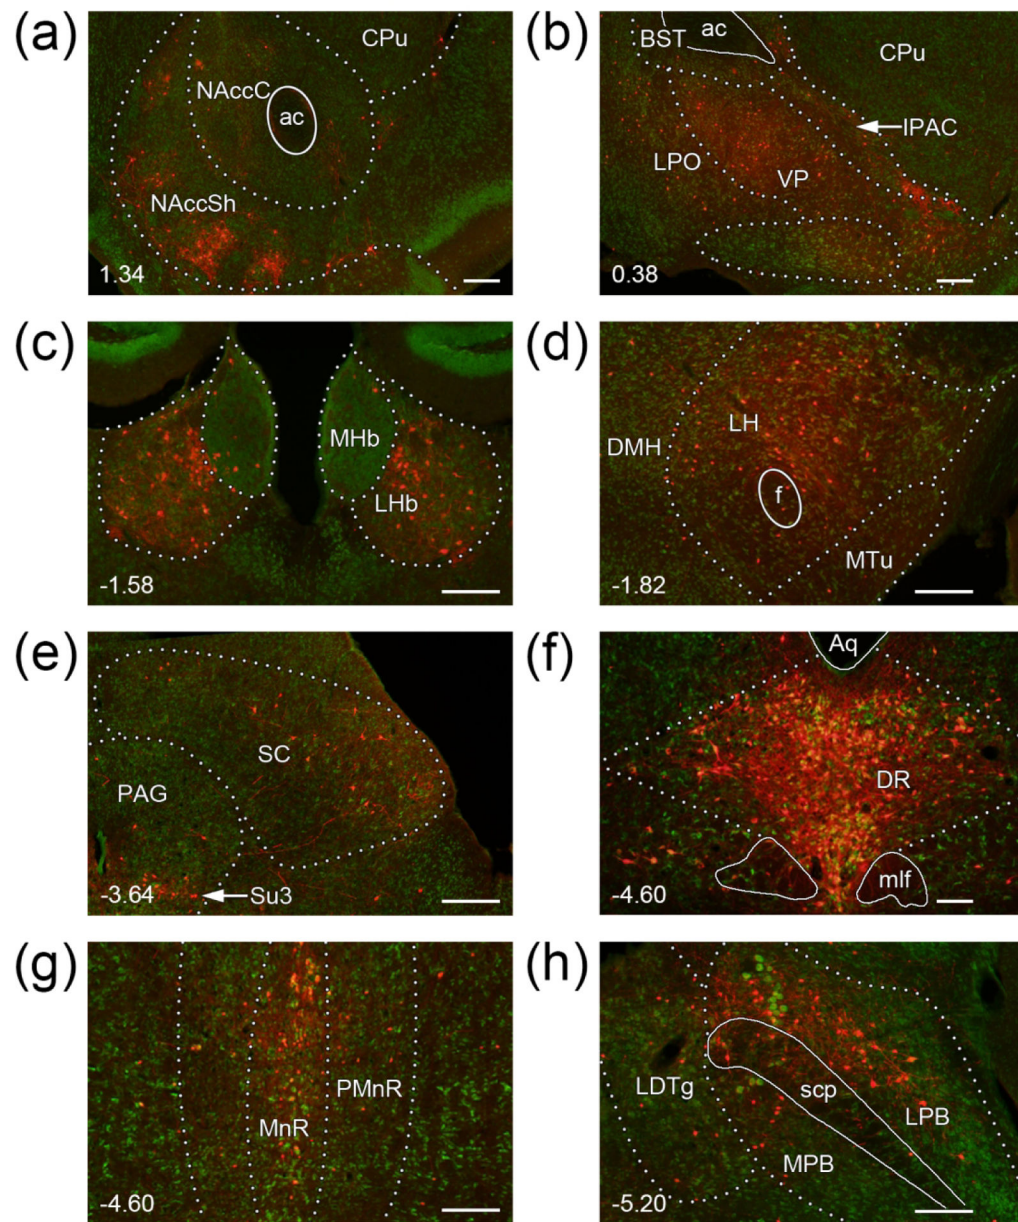 (a)
CPu
NAccC
ac
NAccSh
1.34
(b)
ac
BST
CPu
IPAC
LPO
VP
0.38
(c)
MHb
LHb
-1.58
(d)
LH
DMH
f
MTu
-1.82
(e)
SC
PAG
Su3
-3.64
(f)
Aq
DR
mlf
-4.60
(g)
PMnR
MnR
-4.60
(h)
scp
LDTg
LPB
MPB
-5.20